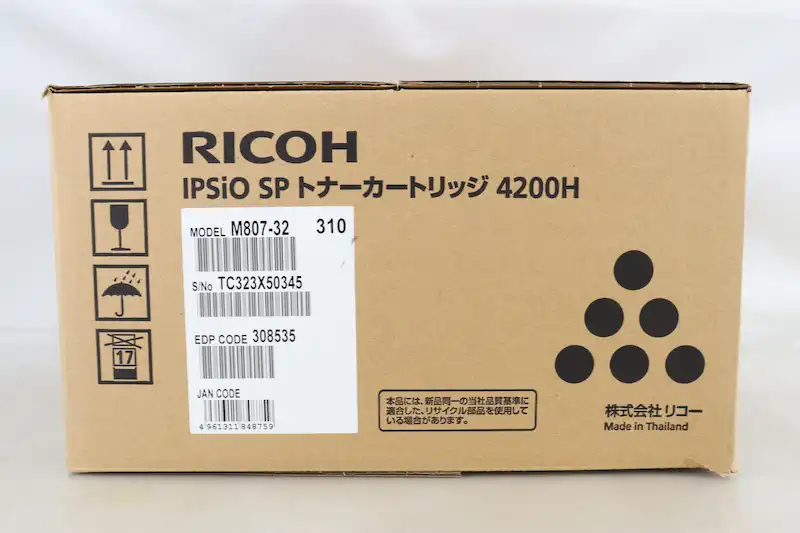 RICOH
IPSiO SP トナーカートリッジ 4200H
MODEL M807-32 310
S/No TC323X50345
EDP CODE 308535
JAN CODE
4961311848759
17
本品には、新品同一の当社品質基準に
適合した、リサイクル部品を使用して
いる場合があります。
株式会社 リコー
Made in Thailand